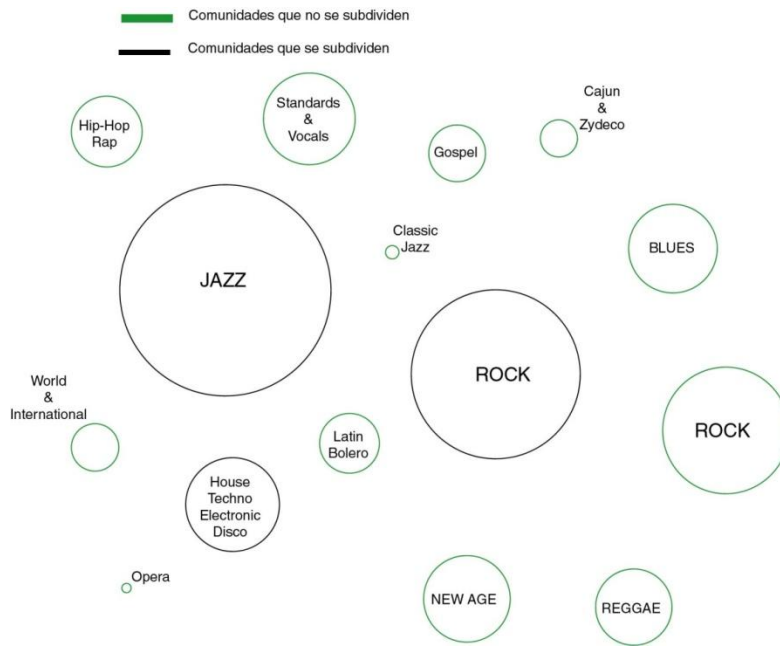 Comunidades que no se subdividen
Comunidades que se subdividen
Hip-Hop
Rap
Standards
&
Vocals
Gospel
Cajun
&
Zydeco
JAZZ
Classic
Jazz
BLUES
ROCK
World
&
International
ROCK
Latin
Bolero
House
Techno
Electronic
Disco
Opera
NEW AGE
REGGAE